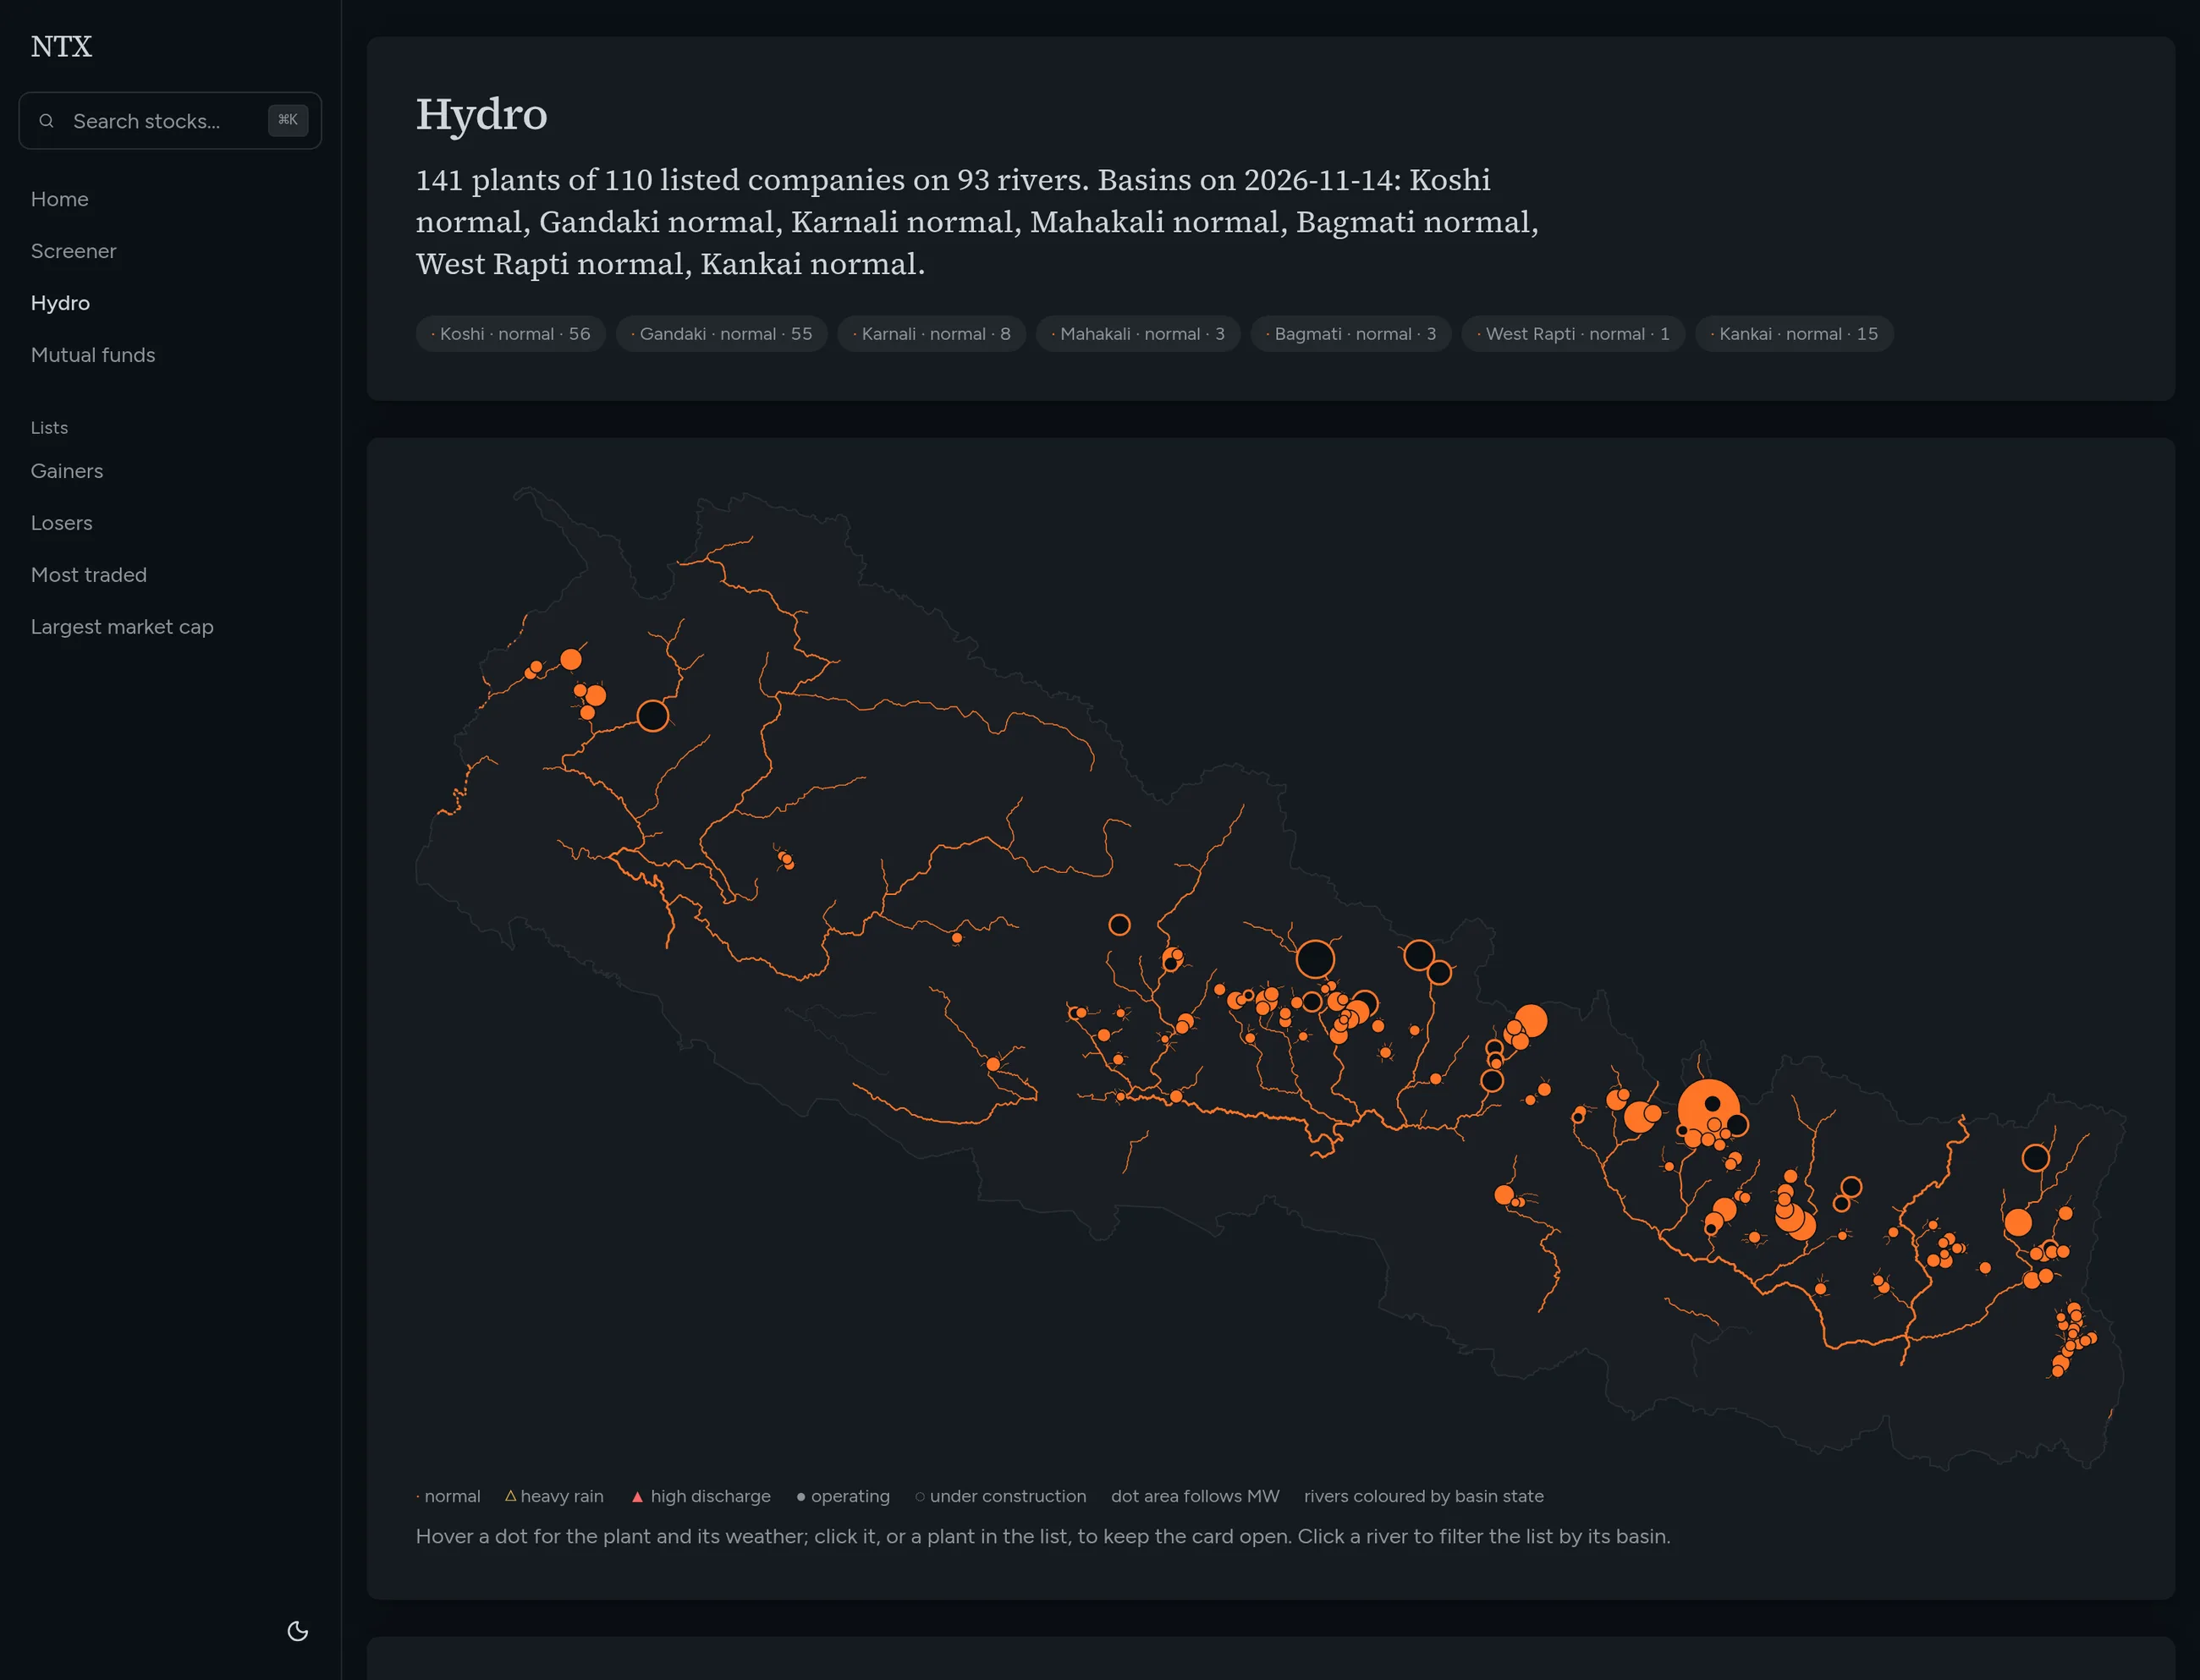 NTX
Search stocks...
⌘K
Home
Screener
Hydro
Mutual funds
Lists
Gainers
Losers
Most traded
Largest market cap
Hydro
141 plants of 110 listed companies on 93 rivers. Basins on 2026-11-14: Koshi
normal, Gandaki normal, Karnali normal, Mahakali normal, Bagmati normal,
West Rapti normal, Kankai normal.
· Koshi · normal · 56
· Gandaki · normal · 55
· Karnali · normal · 8
· Mahakali · normal · 3
· Bagmati · normal · 3
· West Rapti · normal · 1
· Kankai · normal · 15
· normal
△ heavy rain
▲ high discharge
● operating
○ under construction
dot area follows MW
rivers coloured by basin state
Hover a dot for the plant and its weather; click it, or a plant in the list, to keep the card open. Click a river to filter the list by its basin.